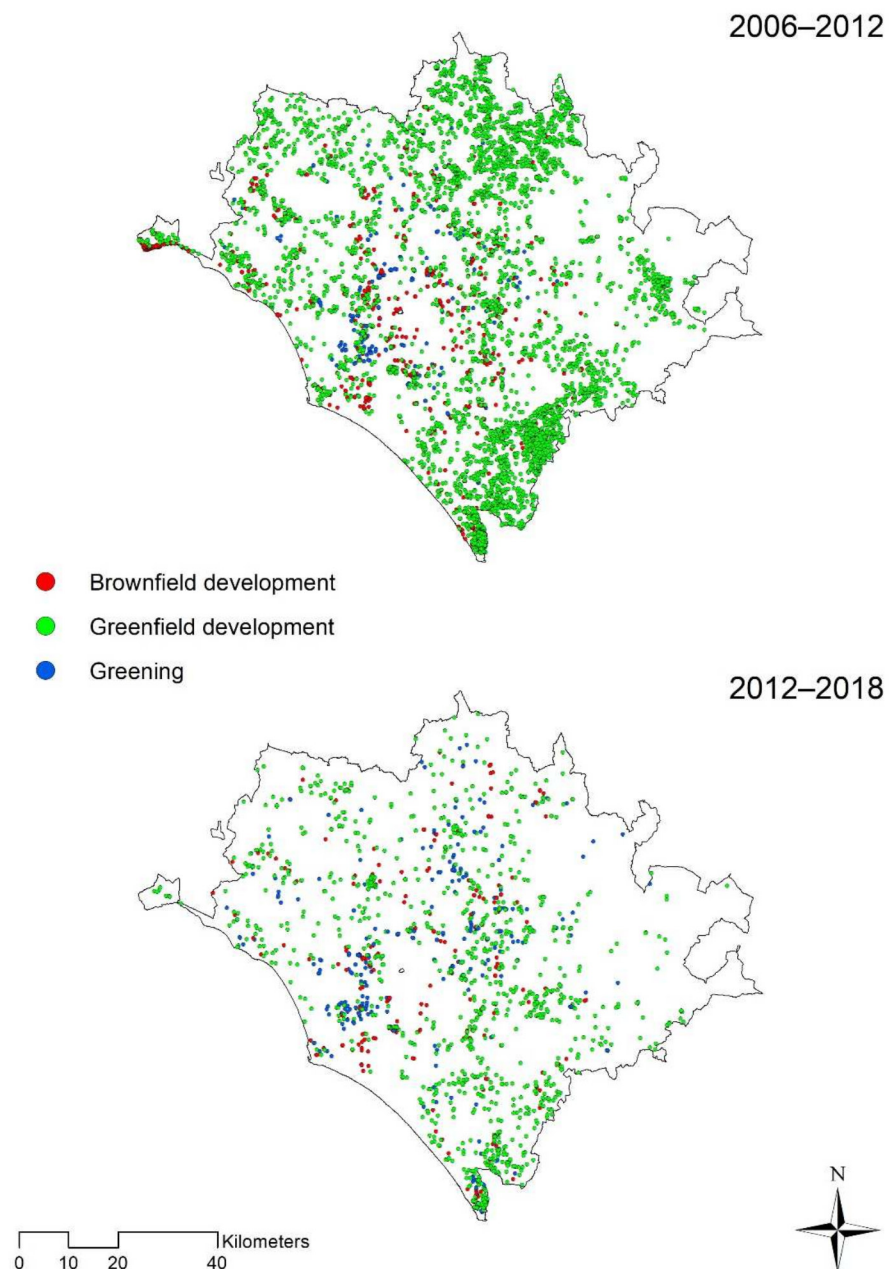 2006–2012
Brownfield development
Greenfield development
Greening
2012–2018
N
Kilometers
0 10 20 40